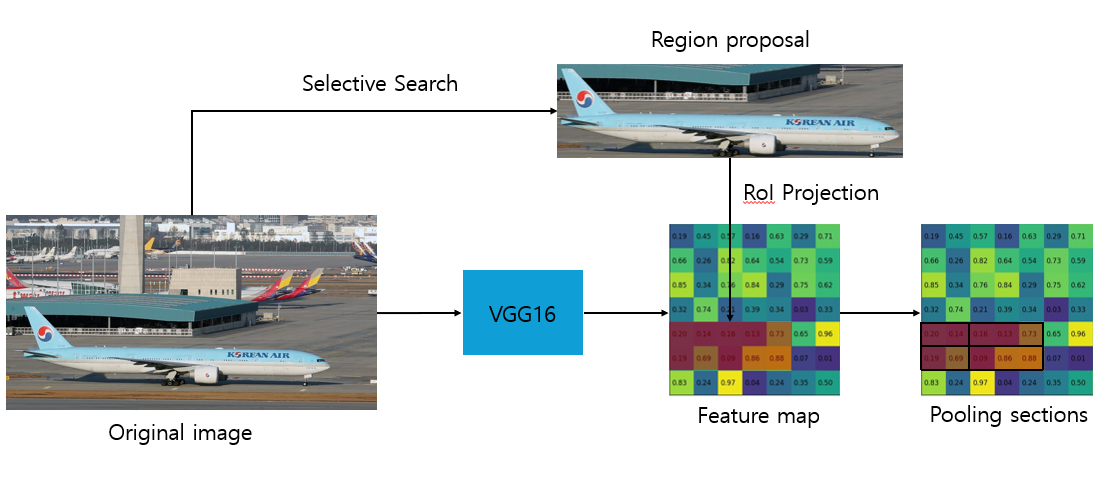 Region proposal
Selective Search
KOREAN AIR
RoI Projection
KOREAN AIR
VGG16
0.19 0.45 0.57 0.16 0.63 0.29 0.71
0.66 0.26 0.82 0.64 0.54 0.73 0.59
0.85 0.34 0.76 0.84 0.29 0.75 0.62
0.32 0.74 0.21 0.39 0.34 0.03 0.33
0.20 0.14 0.16 0.13 0.73 0.65 0.96
0.19 0.69 0.09 0.86 0.88 0.07 0.01
0.83 0.24 0.97 0.04 0.24 0.35 0.50
0.19 0.45 0.57 0.16 0.63 0.29 0.71
0.66 0.26 0.82 0.64 0.54 0.73 0.59
0.85 0.34 0.76 0.84 0.29 0.75 0.62
0.32 0.74 0.21 0.39 0.34 0.03 0.33
0.20 0.14 0.16 0.13 0.73 0.65 0.96
0.19 0.69 0.09 0.86 0.88 0.07 0.01
0.83 0.24 0.97 0.04 0.24 0.35 0.50
Original image
Feature map
Pooling sections